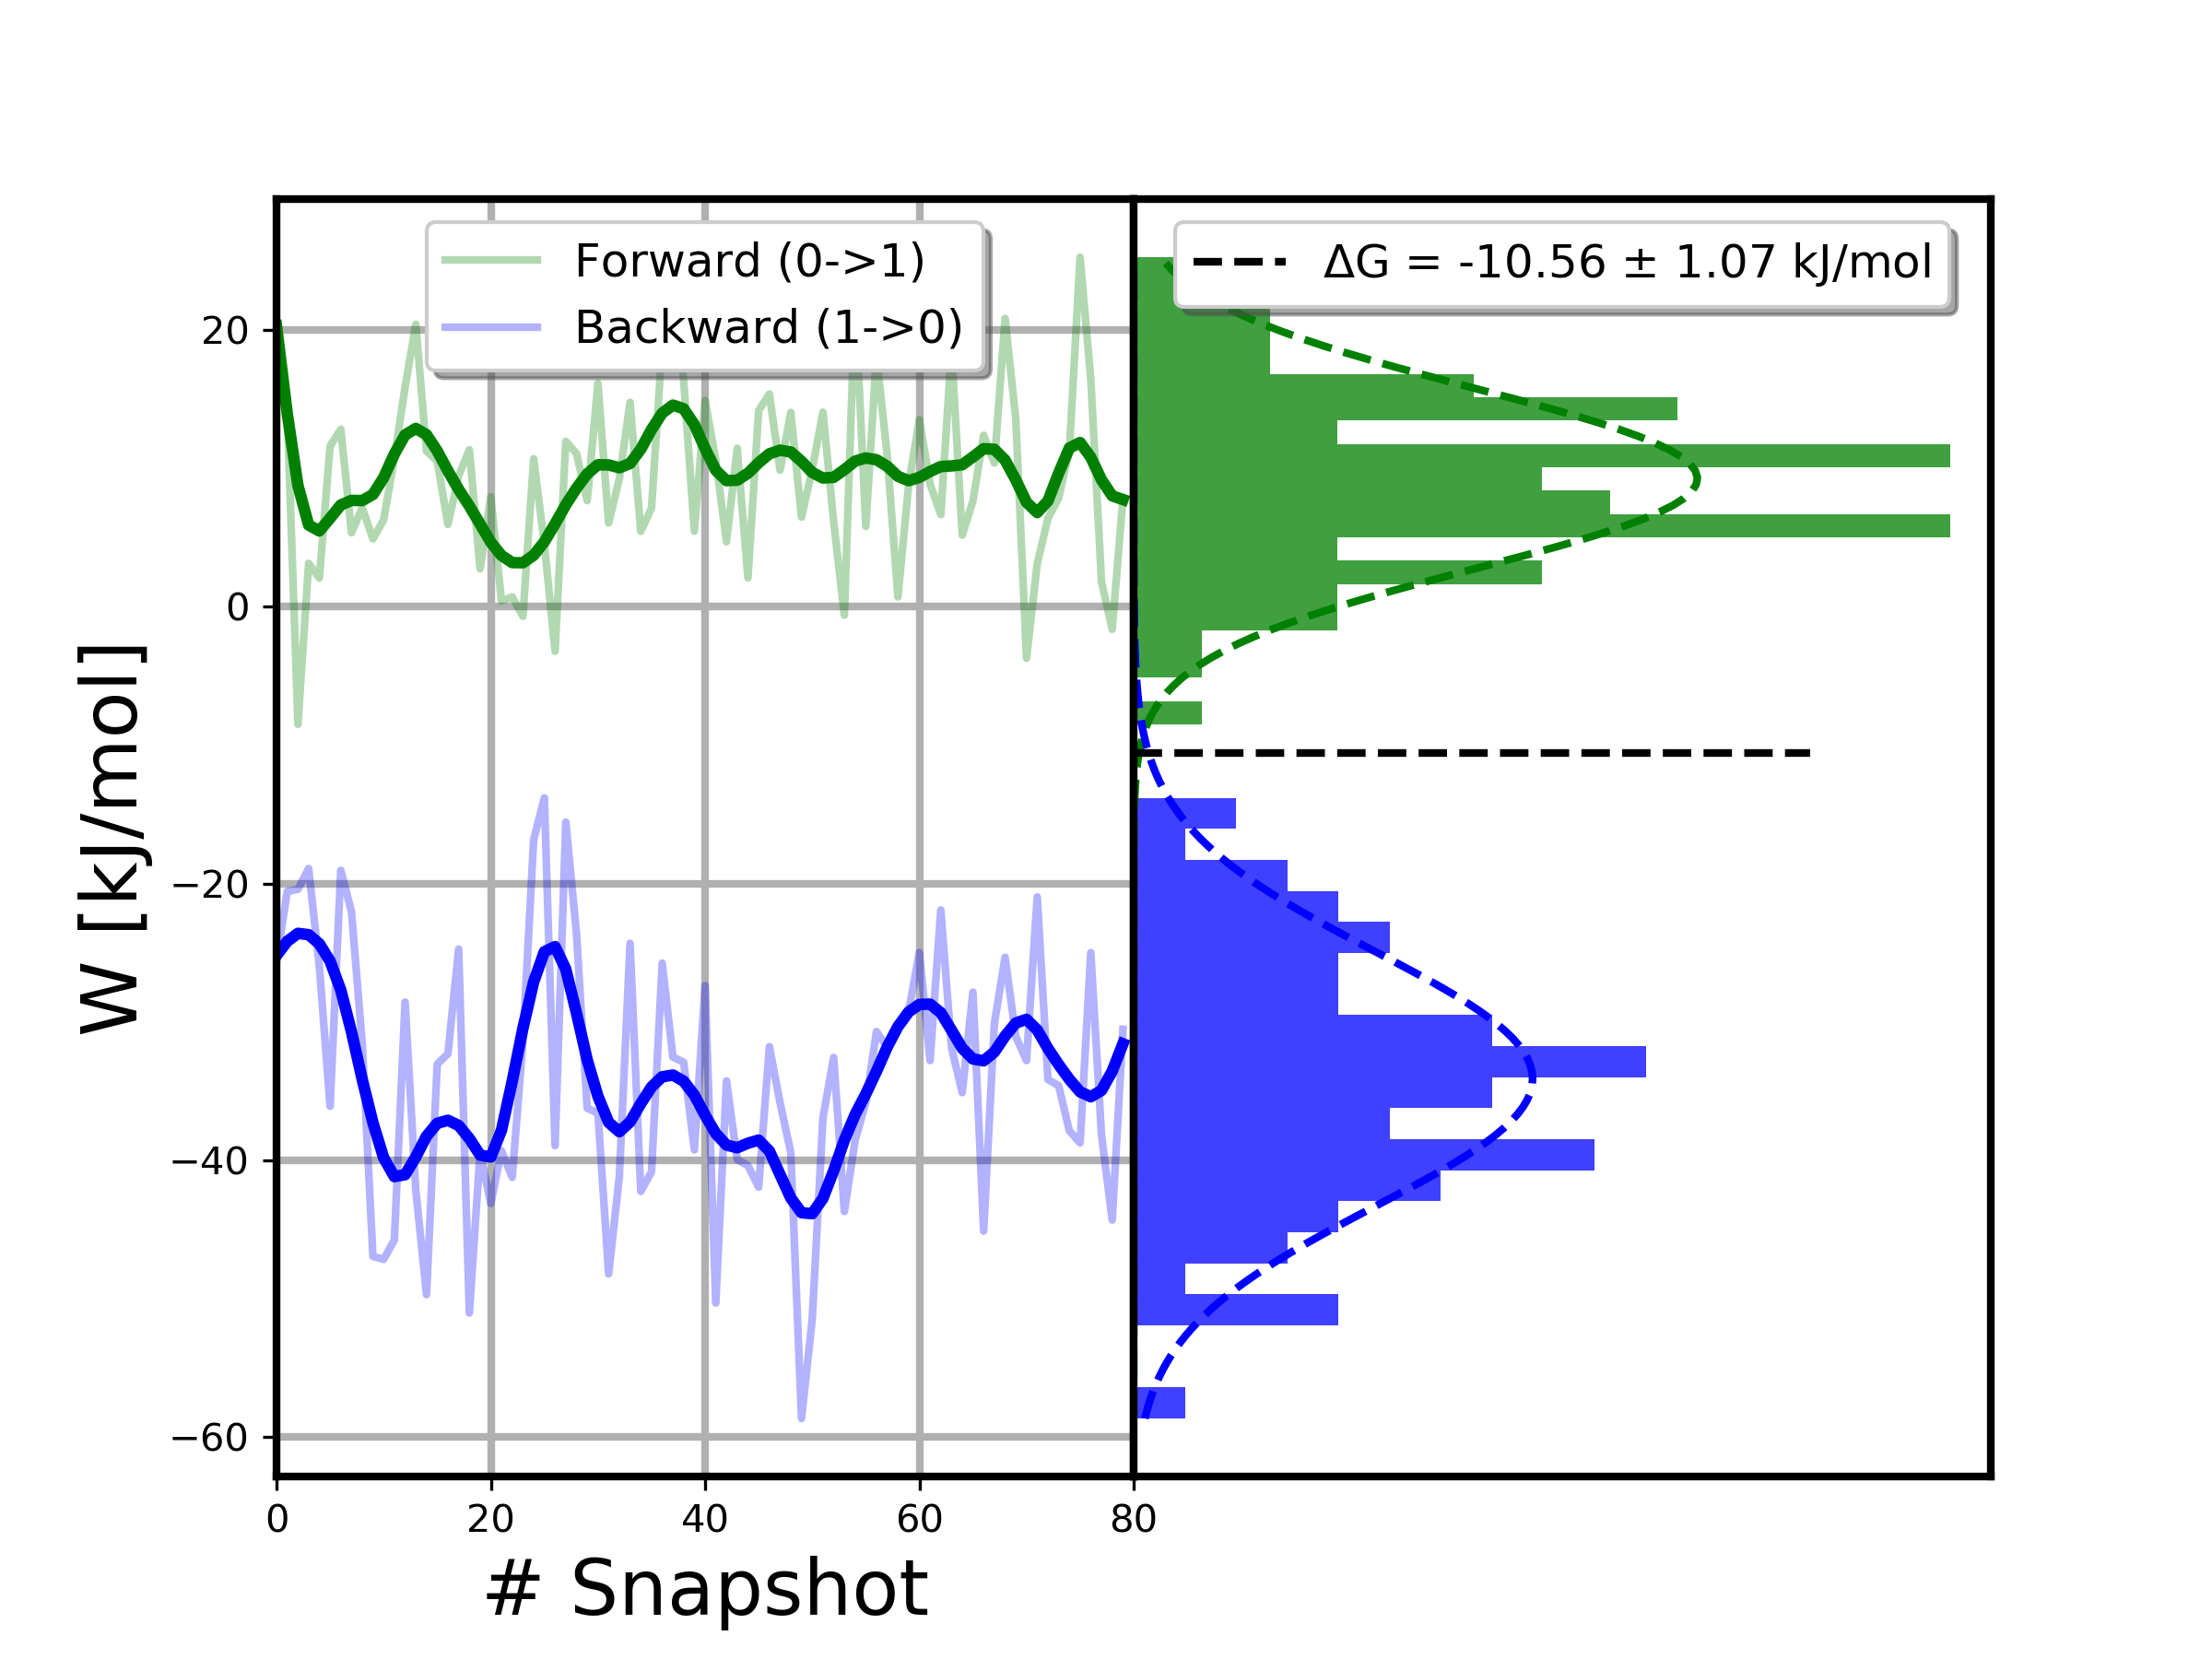 Forward (0->1)
Backward (1->0)
ΔG = -10.56 ± 1.07 kJ/mol
W [kJ/mol]
20
0
−20
−40
−60
0 20 40 60 80
# Snapshot